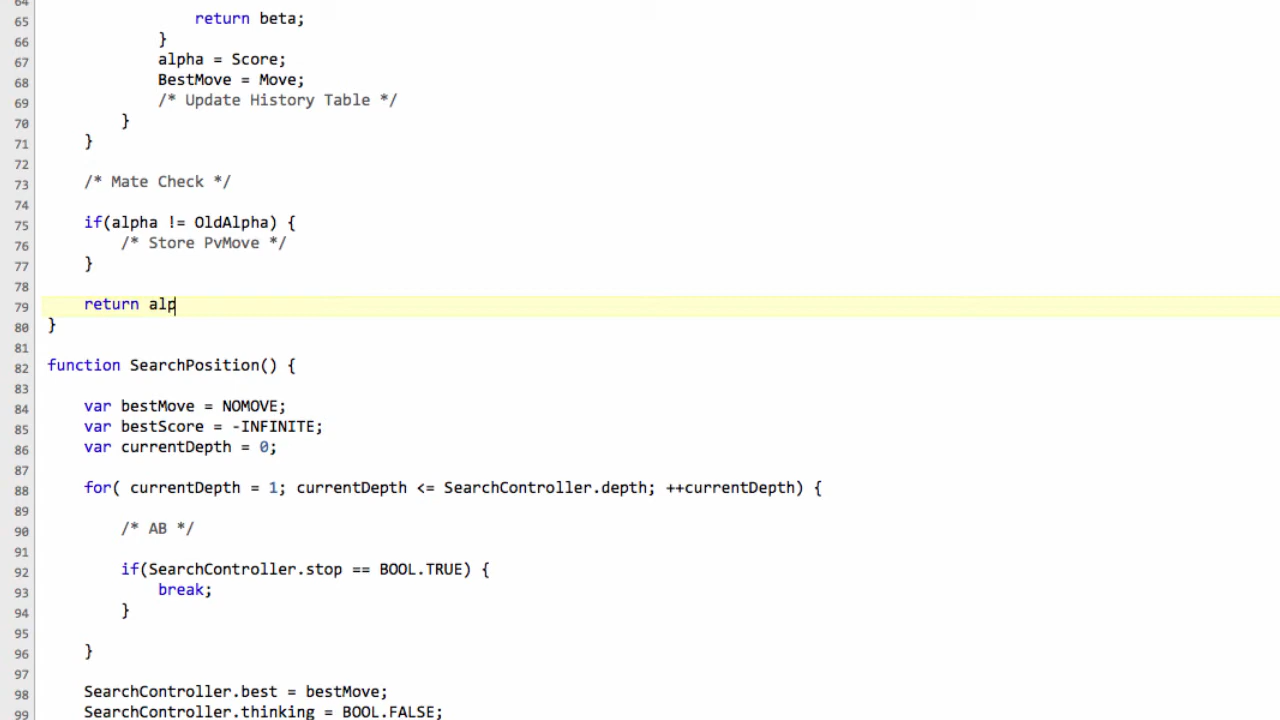 64
65 return beta;
66 }
67 alpha = Score;
68 BestMove = Move;
69 /* Update History Table */
70 }
71 }
72
73 /* Mate Check */
74
75 if(alpha != OldAlpha) {
76 /* Store PvMove */
77 }
78
79 return alp
80 }
81
82 function SearchPosition() {
83
84 var bestMove = NOMOVE;
85 var bestScore = -INFINITE;
86 var currentDepth = 0;
87
88 for( currentDepth = 1; currentDepth <= SearchController.depth; ++currentDepth) {
89
90 /* AB */
91
92 if(SearchController.stop == BOOL.TRUE) {
93 break;
94 }
95
96 }
97
98 SearchController.best = bestMove;
99 SearchController.thinking = BOOL.FALSE;